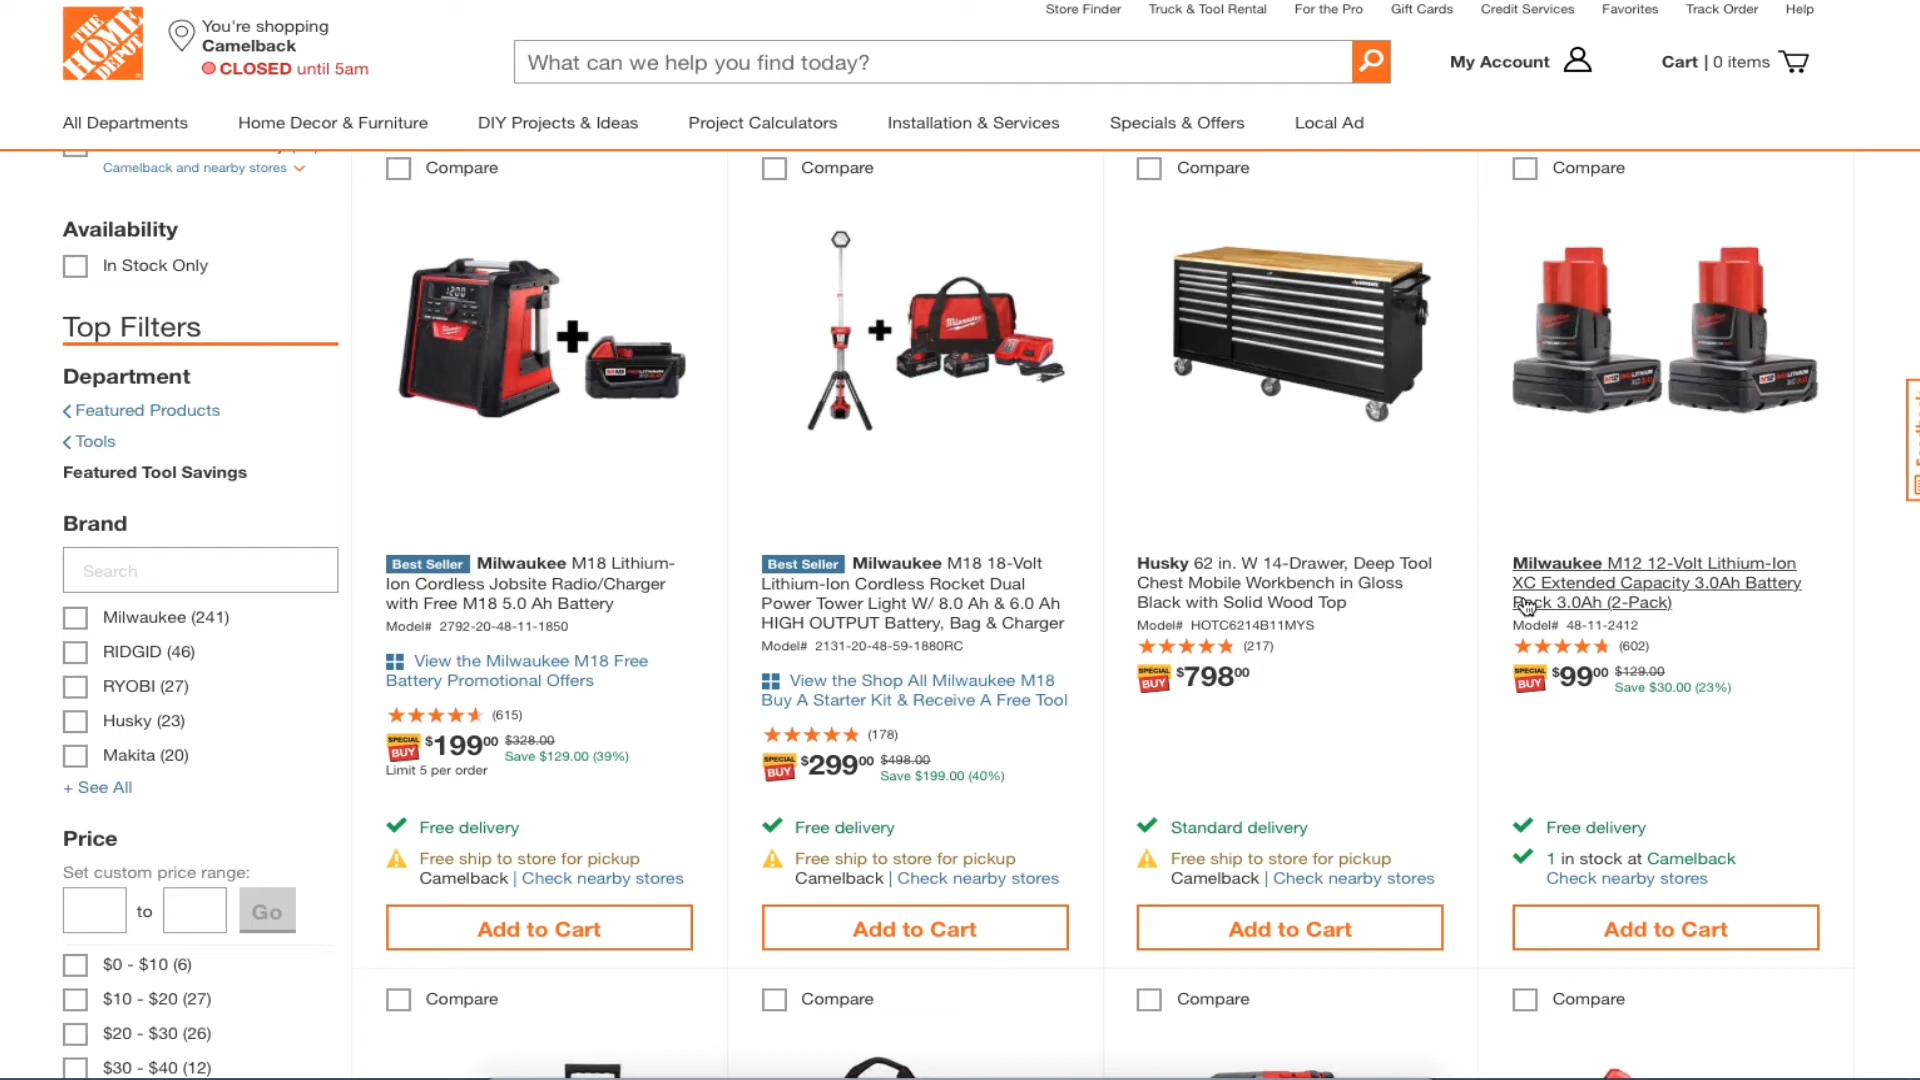 Store Finder Truck & Tool Rental For the Pro Gift Cards Credit Services Favorites Track Order Help
THE HOME DEPOT
You're shopping
Camelback
CLOSED until 5am
What can we help you find today?
My Account
Cart | 0 items
All Departments Home Decor & Furniture DIY Projects & Ideas Project Calculators Installation & Services Specials & Offers Local Ad
Camelback and nearby stores
Availability
In Stock Only
Top Filters
Department
Featured Products
Tools
Featured Tool Savings
Brand
Search
Milwaukee (241)
RIDGID (46)
RYOBI (27)
Husky (23)
Makita (20)
+ See All
Price
Set custom price range:
to Go
$0 - $10 (6)
$10 - $20 (27)
$20 - $30 (26)
$30 - $40 (12)
Compare
Best Seller Milwaukee M18 Lithium-
Ion Cordless Jobsite Radio/Charger
with Free M18 5.0 Ah Battery
Model# 2792-20-48-11-1850
View the Milwaukee M18 Free
Battery Promotional Offers
(615)
SPECIAL BUY $19900 $328.00
Save $129.00 (39%)
Limit 5 per order
Free delivery
Free ship to store for pickup
Camelback | Check nearby stores
Add to Cart
Compare
Compare
Milwaukee
Best Seller Milwaukee M18 18-Volt
Lithium-Ion Cordless Rocket Dual
Power Tower Light W/ 8.0 Ah & 6.0 Ah
HIGH OUTPUT Battery, Bag & Charger
Model# 2131-20-48-59-1880RC
View the Shop All Milwaukee M18
Buy A Starter Kit & Receive A Free Tool
(178)
SPECIAL BUY $29900 $498.00
Save $199.00 (40%)
Free delivery
Free ship to store for pickup
Camelback | Check nearby stores
Add to Cart
Compare
Compare
Husky 62 in. W 14-Drawer, Deep Tool
Chest Mobile Workbench in Gloss
Black with Solid Wood Top
Model# HOTC6214B11MYS
(217)
SPECIAL BUY $79800
Standard delivery
Free ship to store for pickup
Camelback | Check nearby stores
Add to Cart
Compare
Compare
Milwaukee M12 12-Volt Lithium-Ion
XC Extended Capacity 3.0Ah Battery
Pack 3.0Ah (2-Pack)
Model# 48-11-2412
(602)
SPECIAL BUY $9900 $129.00
Save $30.00 (23%)
Free delivery
1 in stock at Camelback
Check nearby stores
Add to Cart
Compare